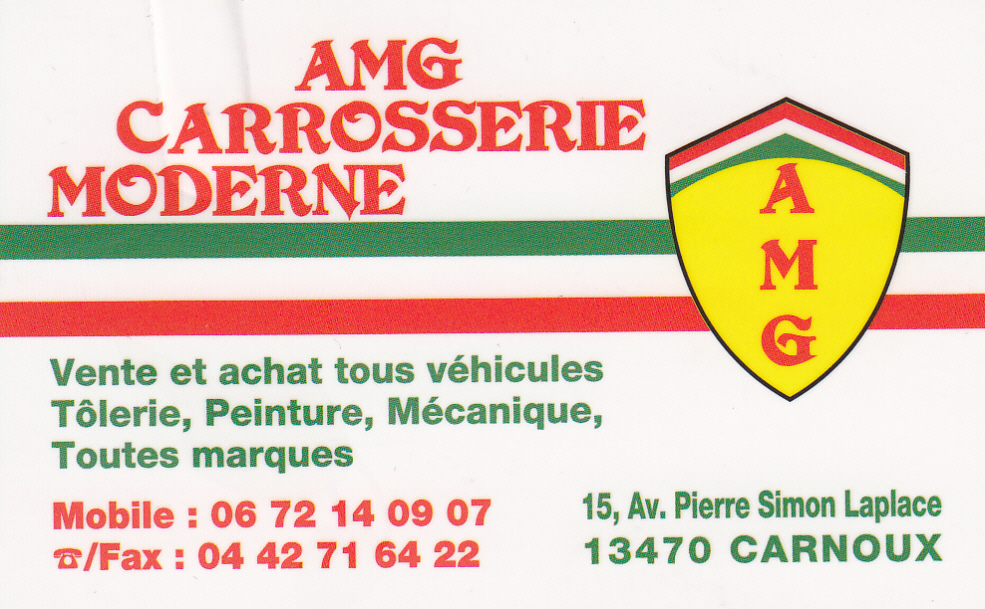 AMG
CARROSSERIE
MODERNE
A
M
G
Vente et achat tous véhicules
Tôlerie, Peinture, Mécanique,
Toutes marques
Mobile : 06 72 14 09 07
☎/Fax : 04 42 71 64 22
15, Av. Pierre Simon Laplace
13470 CARNOUX